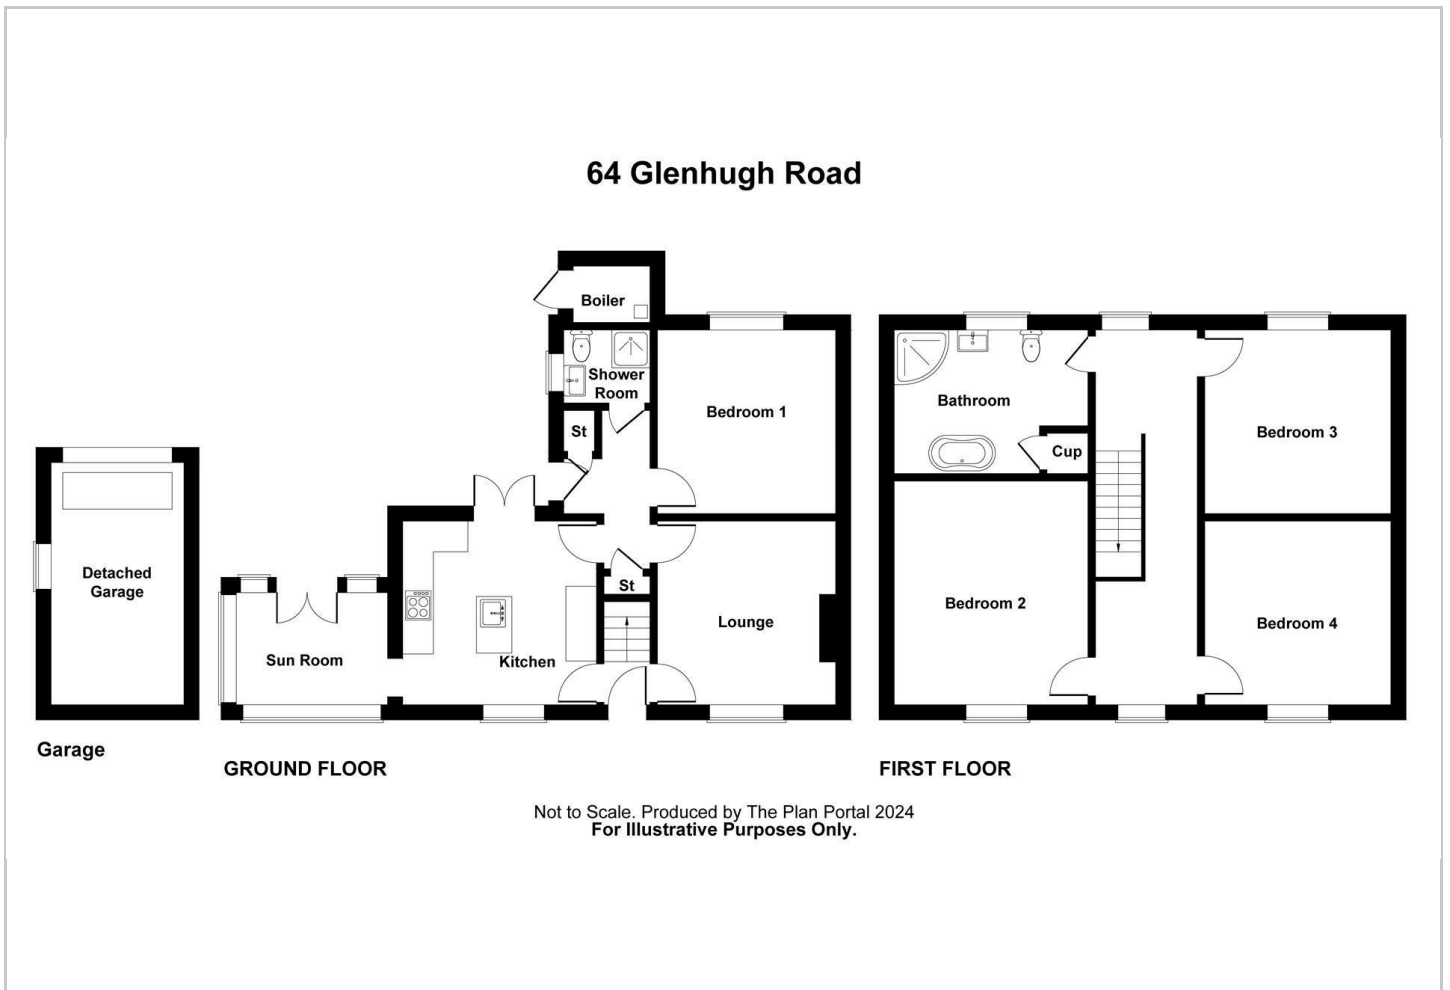 64 Glenhugh Road
Boiler
Shower
Room
St
Bedroom 1
Detached
Garage
Sun Room
Kitchen
St
Lounge
Bathroom
Cup
Bedroom 3
Bedroom 2
Bedroom 4
Garage
GROUND FLOOR
FIRST FLOOR
Not to Scale. Produced by The Plan Portal 2024
For Illustrative Purposes Only.